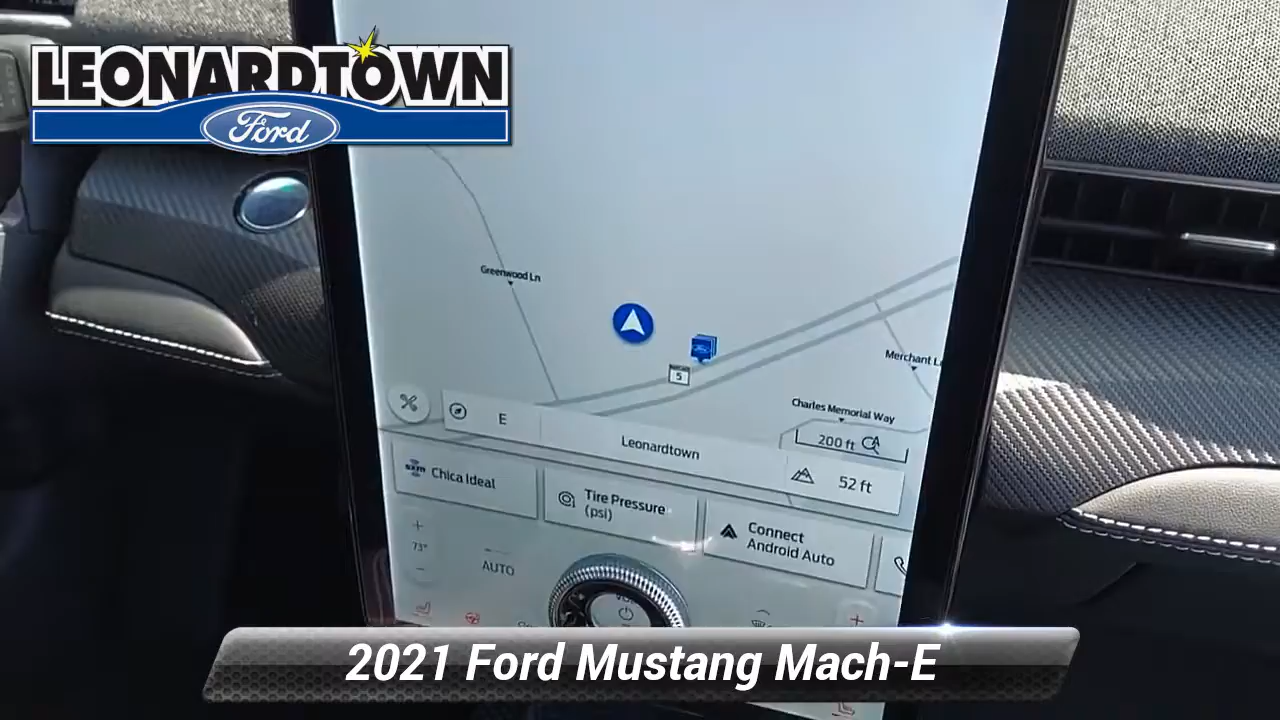 LEONARDTOWN
Ford
Greenwood Ln
5
Merchant L
Charles Memorial Way
200 ft
E
Leonardtown
52 ft
Chica Ideal
Tire Pressure
(psi)
Connect
Android Auto
73°
AUTO
2021 Ford Mustang Mach-E